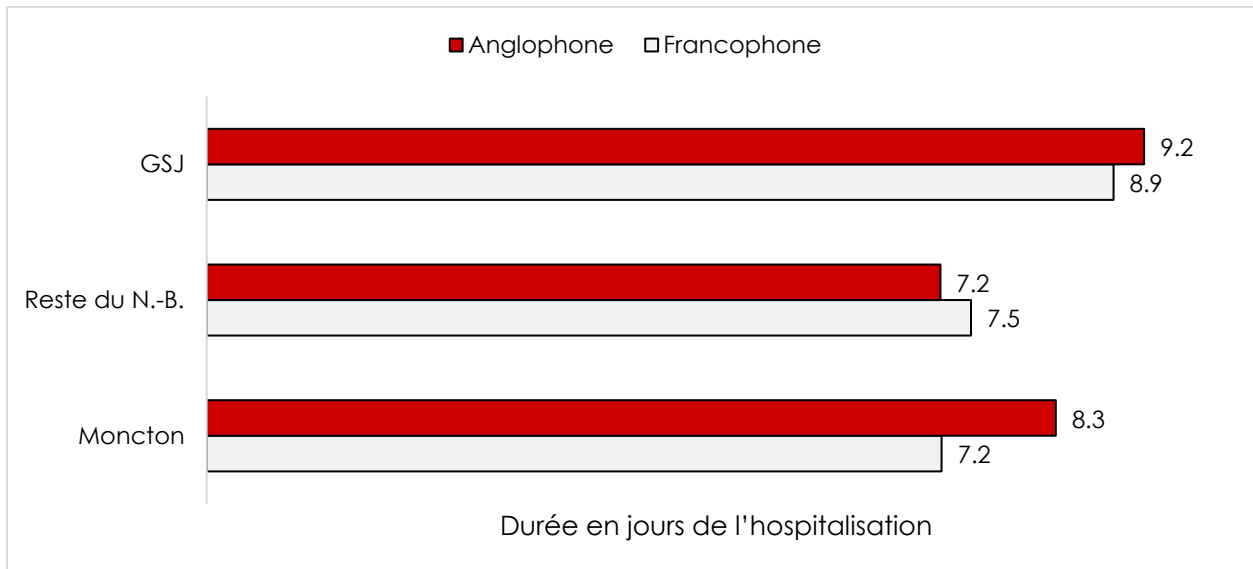 Anglophone Francophone
GSJ
9.2
8.9
Reste du N.-B.
7.2
7.5
Moncton
8.3
7.2
Durée en jours de l’hospitalisation